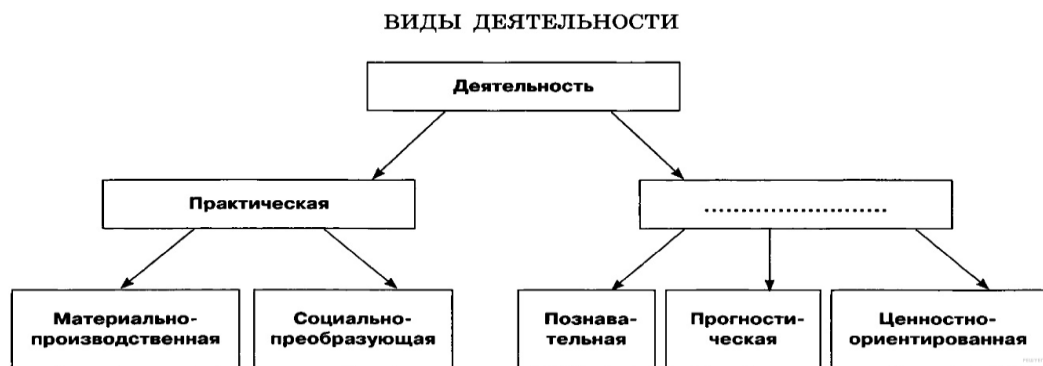 ВИДЫ ДЕЯТЕЛЬНОСТИ
Деятельность
Практическая
..........................
Материально-
производственная
Социально-
преобразующая
Познава-
тельная
Прогности-
ческая
Ценностно-
ориентированная